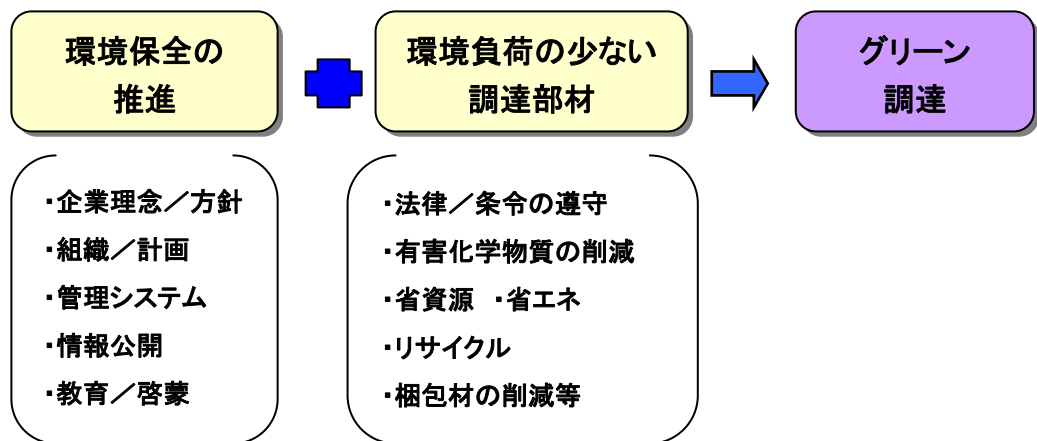 環境保全の
推進
環境負荷の少ない
調達部材
グリーン
調達
・企業理念／方針
・組織／計画
・管理システム
・情報公開
・教育／啓蒙
・法律／条令の遵守
・有害化学物質の削減
・省資源　・省エネ
・リサイクル
・梱包材の削減等